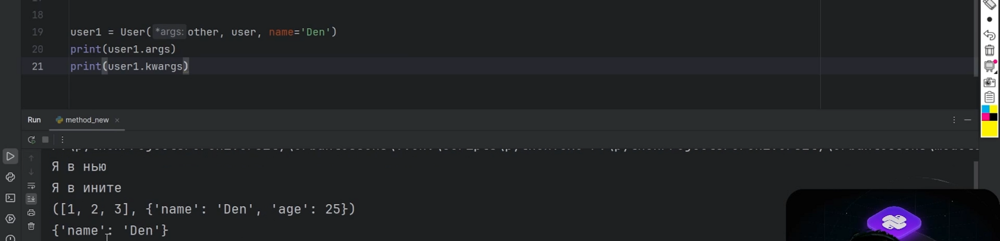 18
19 user1 = User(*args: other, user, name='Den')
20 print(user1.args)
21 print(user1.kwargs)
Run method_new
Я в нью
Я в ините
([1, 2, 3], {'name': 'Den', 'age': 25})
{'name': 'Den'}